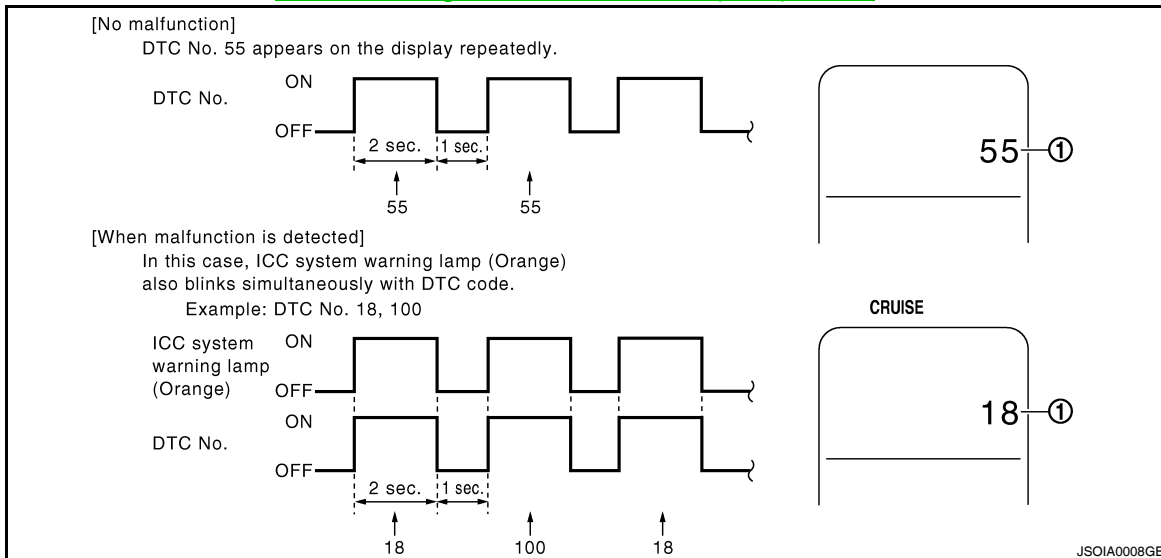 [No malfunction]
DTC No. 55 appears on the display repeatedly.
DTC No.
ON
OFF
2 sec.
1 sec.
55
55
55
①
[When malfunction is detected]
In this case, ICC system warning lamp (Orange)
also blinks simultaneously with DTC code.
Example: DTC No. 18, 100
ICC system
warning lamp
(Orange)
ON
OFF
DTC No.
ON
OFF
2 sec.
1 sec.
18
100
18
CRUISE
18
①
JSOIA0008GB